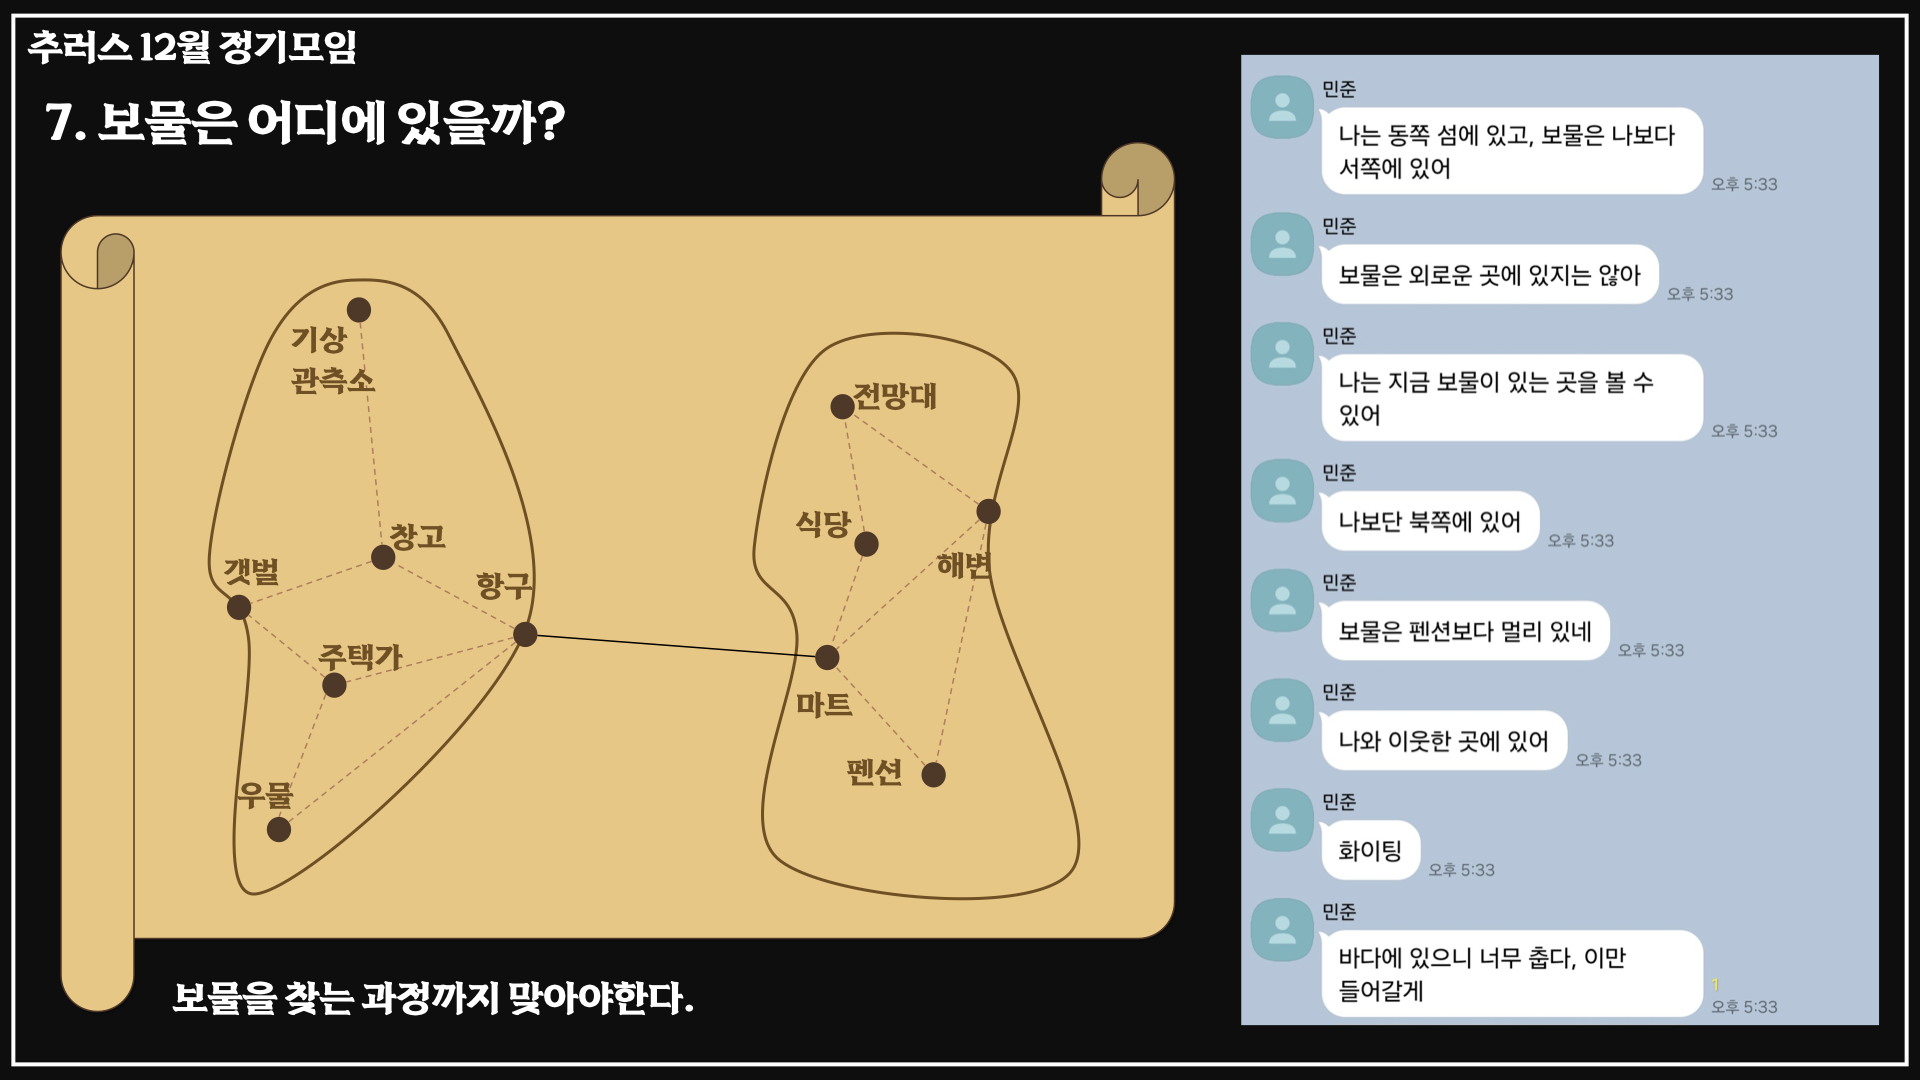 추러스 12월 정기모임
7. 보물은 어디에 있을까?
기상
관측소
창고
갯벌
항구
주택가
우물
전망대
식당
해변
마트
펜션
보물을 찾는 과정까지 맞아야한다.
민준
나는 동쪽 섬에 있고, 보물은 나보다
서쪽에 있어
오후 5:33
민준
보물은 외로운 곳에 있지는 않아
오후 5:33
민준
나는 지금 보물이 있는 곳을 볼 수
있어
오후 5:33
민준
나보단 북쪽에 있어
오후 5:33
민준
보물은 펜션보다 멀리 있네
오후 5:33
민준
나와 이웃한 곳에 있어
오후 5:33
민준
화이팅
오후 5:33
민준
바다에 있으니 너무 춥다, 이만
들어갈게
1
오후 5:33